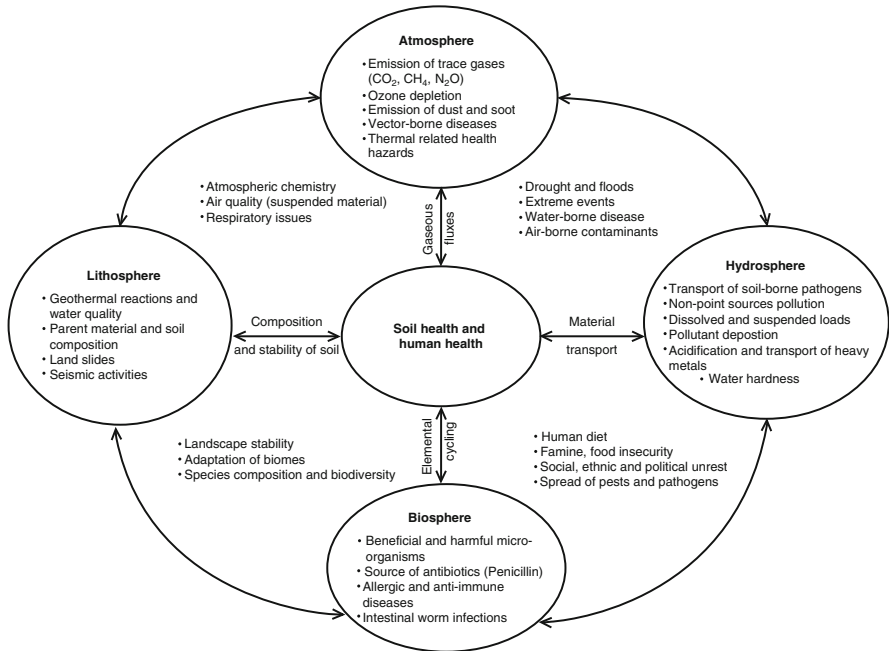 Atmosphere
• Emission of trace gases
(CO₂, CH₄, N₂O)
• Ozone depletion
• Emission of dust and soot
• Vector-borne diseases
• Thermal related health
hazards
• Atmospheric chemistry
• Air quality (suspended material)
• Respiratory issues
Gaseous
fluxes
• Drought and floods
• Extreme events
• Water-borne disease
• Air-borne contaminants
Lithosphere
• Geothermal reactions and
water quality
• Parent material and soil
composition
• Land slides
• Seismic activities
Composition
and stability of soil
Soil health and
human health
Material
transport
Hydrosphere
• Transport of soil-borne pathogens
• Non-point sources pollution
• Dissolved and suspended loads
• Pollutant depostion
• Acidification and transport of heavy
metals
• Water hardness
• Landscape stability
• Adaptation of biomes
• Species composition and biodiversity
Elemental
cycling
• Human diet
• Famine, food insecurity
• Social, ethnic and political unrest
• Spread of pests and pathogens
Biosphere
• Beneficial and harmful micro-
organisms
• Source of antibiotics (Penicillin)
• Allergic and anti-immune
diseases
• Intestinal worm infections